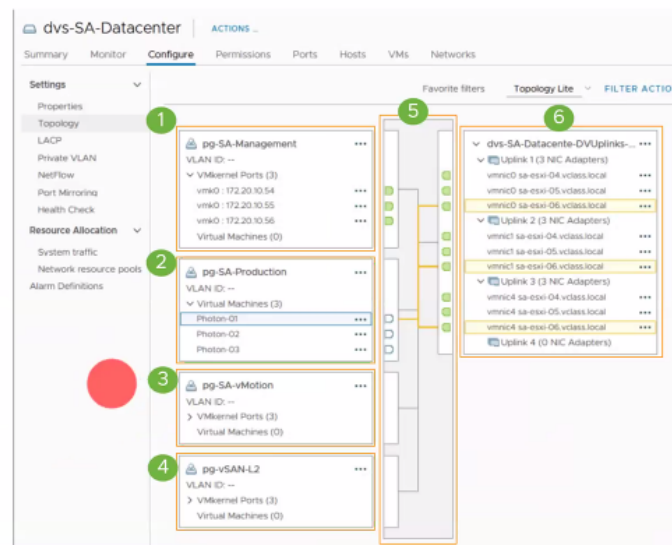 dvs-SA-Datacenter ACTIONS ...
Summary Monitor Configure Permissions Ports Hosts VMs Networks
Settings
Properties
Topology
LACP
Private VLAN
NetFlow
Port Mirroring
Health Check
Resource Allocation
System traffic
Network resource pools
Alarm Definitions
Favorite filters Topology Lite FILTER ACTIO
1
pg-SA-Management ...
VLAN ID: --
VMkernel Ports (3)
vmk0 : 172.20.10.54 ...
vmk0 : 172.20.10.55 ...
vmk0 : 172.20.10.56 ...
Virtual Machines (0)
2
pg-SA-Production ...
VLAN ID: --
Virtual Machines (3)
Photon-01 ...
Photon-02 ...
Photon-03 ...
3
pg-SA-vMotion ...
VLAN ID: --
VMkernel Ports (3)
Virtual Machines (0)
4
pg-vSAN-L2 ...
VLAN ID: --
VMkernel Ports (3)
Virtual Machines (0)
5
6
dvs-SA-Datacente-DVUplinks-... ...
Uplink 1 (3 NIC Adapters)
vmnic0 sa-esxi-04.vclass.local ...
vmnic0 sa-esxi-05.vclass.local ...
vmnic0 sa-esxi-06.vclass.local ...
Uplink 2 (3 NIC Adapters)
vmnic1 sa-esxi-04.vclass.local ...
vmnic1 sa-esxi-05.vclass.local ...
vmnic1 sa-esxi-06.vclass.local ...
Uplink 3 (3 NIC Adapters)
vmnic4 sa-esxi-04.vclass.local ...
vmnic4 sa-esxi-05.vclass.local ...
vmnic4 sa-esxi-06.vclass.local ...
Uplink 4 (0 NIC Adapters)